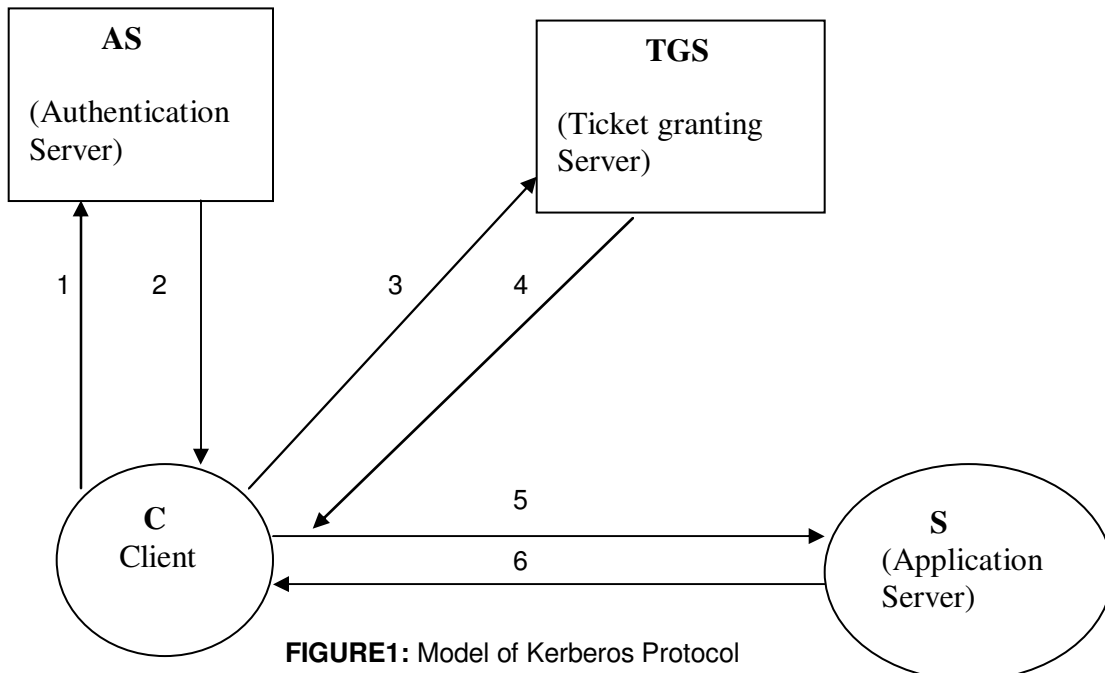 AS
(Authentication
Server)
TGS
(Ticket granting
Server)
1
2
3
4
C
Client
5
6
S
(Application
Server)
FIGURE1: Model of Kerberos Protocol